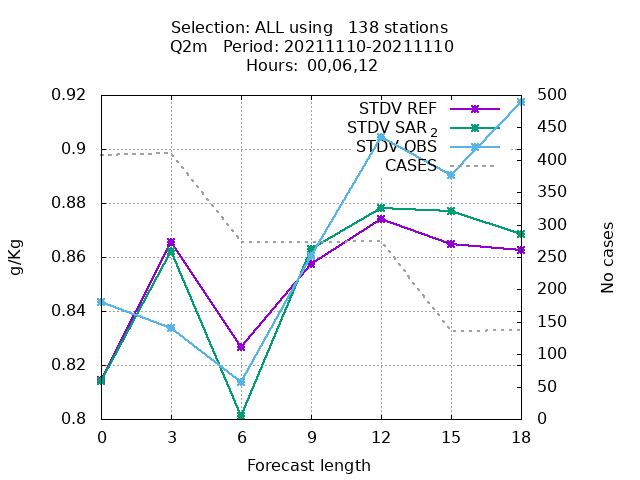 Selection: ALL using   138 stations
Q2m   Period: 20211110-20211110
Hours:  00,06,12
STDV REF
STDV SAR 2
STDV OBS
CASES
0.92
0.9
0.88
0.86
0.84
0.82
0.8
500
450
400
350
300
250
200
150
100
50
0
g/Kg
No cases
0 3 6 9 12 15 18
Forecast length